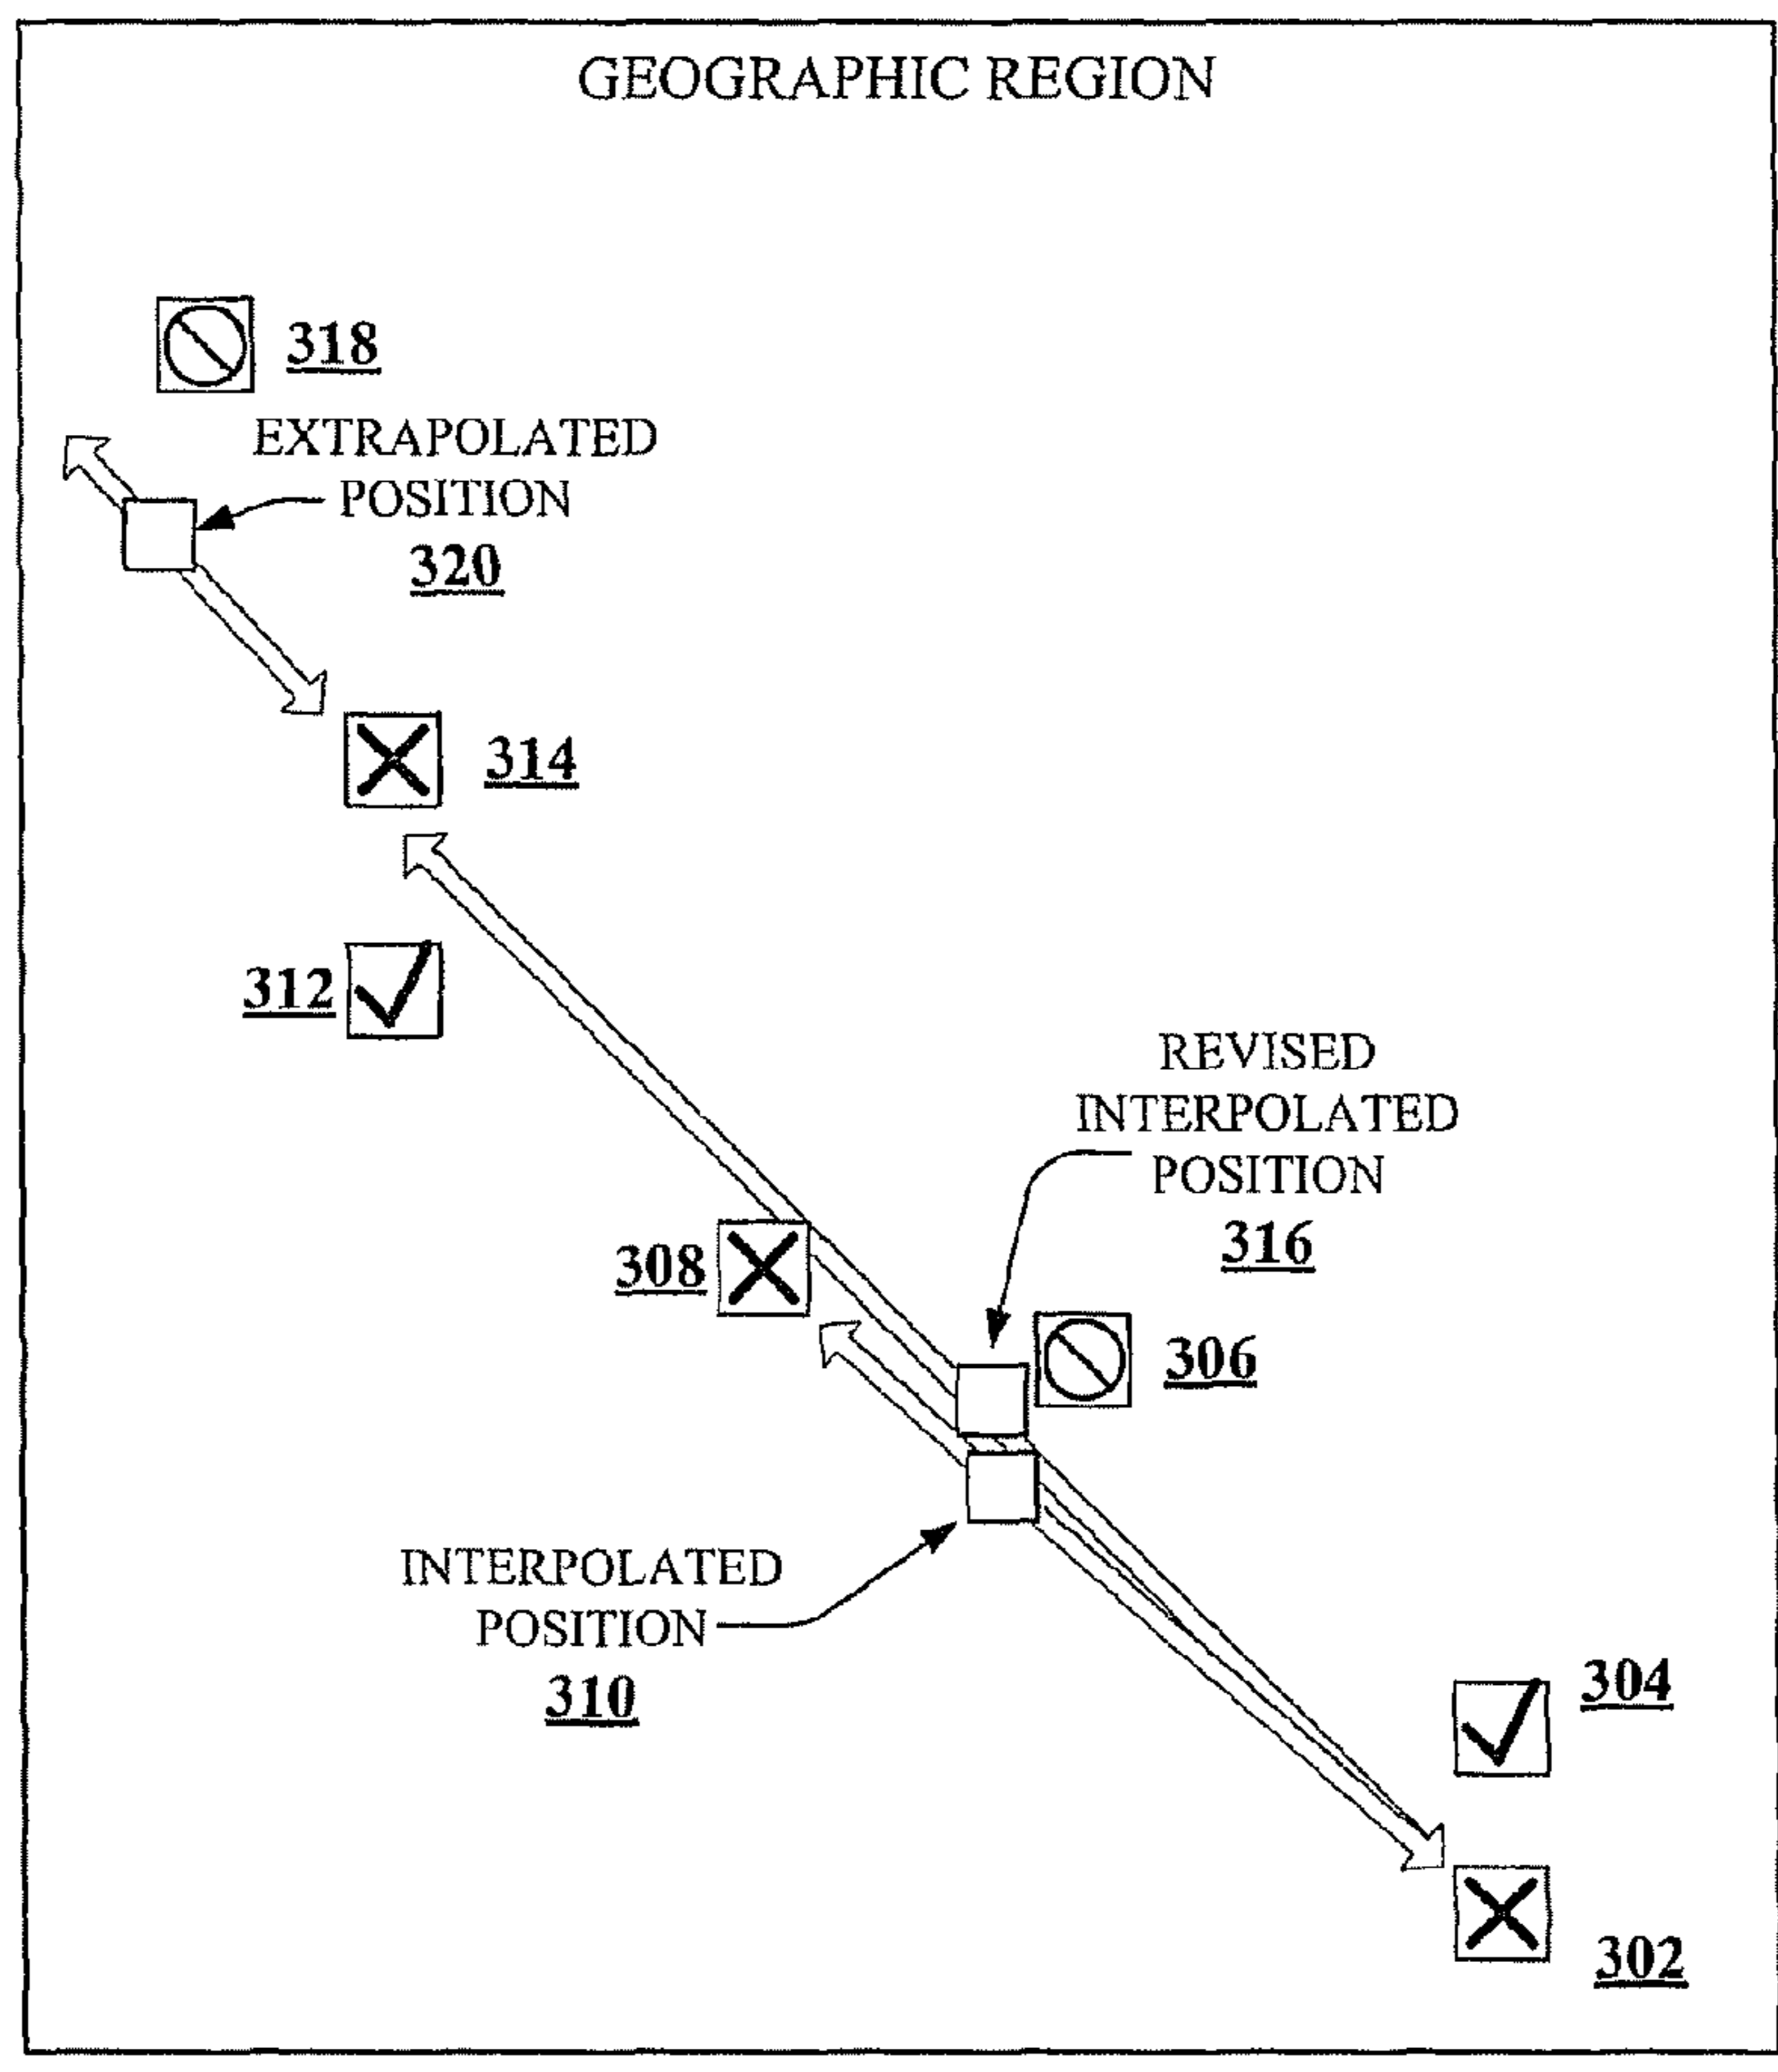 GEOGRAPHIC REGION
318
EXTRAPOLATED
POSITION
320
314
312
REVISED
INTERPOLATED
POSITION
316
308
306
INTERPOLATED
POSITION
310
304
302